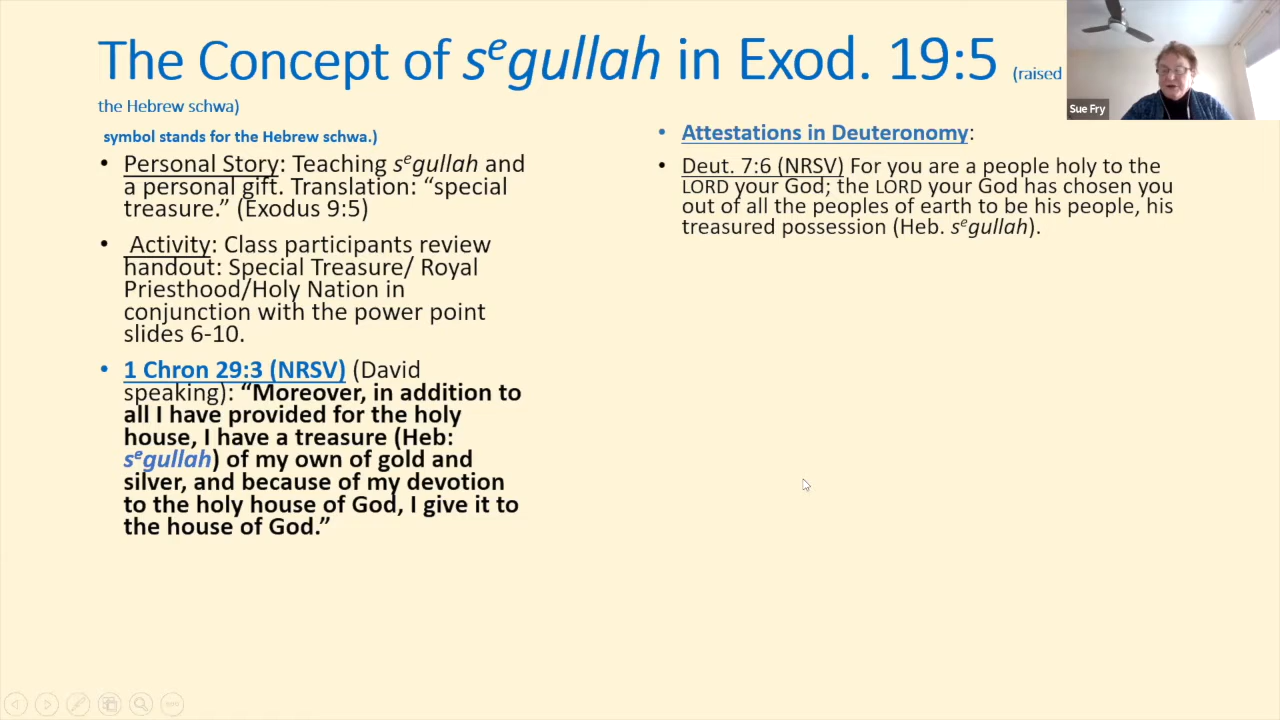 The Concept of sᵉgullah in Exod. 19:5 (raised
the Hebrew schwa)
symbol stands for the Hebrew schwa.)
• Personal Story: Teaching sᵉgullah and
a personal gift. Translation: “special
treasure.” (Exodus 9:5)
• Activity: Class participants review
handout: Special Treasure/ Royal
Priesthood/Holy Nation in
conjunction with the power point
slides 6-10.
• 1 Chron 29:3 (NRSV) (David
speaking): “Moreover, in addition to
all I have provided for the holy
house, I have a treasure (Heb:
sᵉgullah) of my own of gold and
silver, and because of my devotion
to the holy house of God, I give it to
the house of God.”
• Attestations in Deuteronomy:
• Deut. 7:6 (NRSV) For you are a people holy to the
LORD your God; the LORD your God has chosen you
out of all the peoples of earth to be his people, his
treasured possession (Heb. sᵉgullah).
Sue Fry